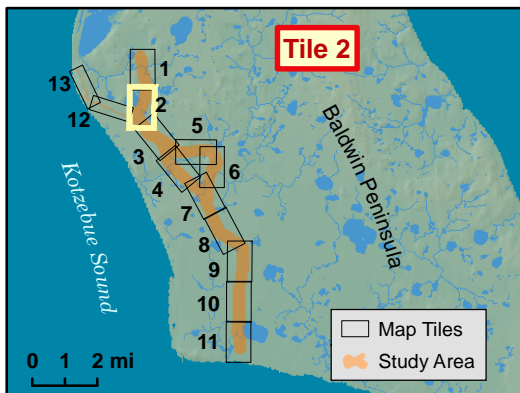 Tile 2
13
1
12
2
5
3
6
4
7
8
9
10
11
Kotzebue Sound
Baldwin Peninsula
Map Tiles
Study Area
0 1 2 mi